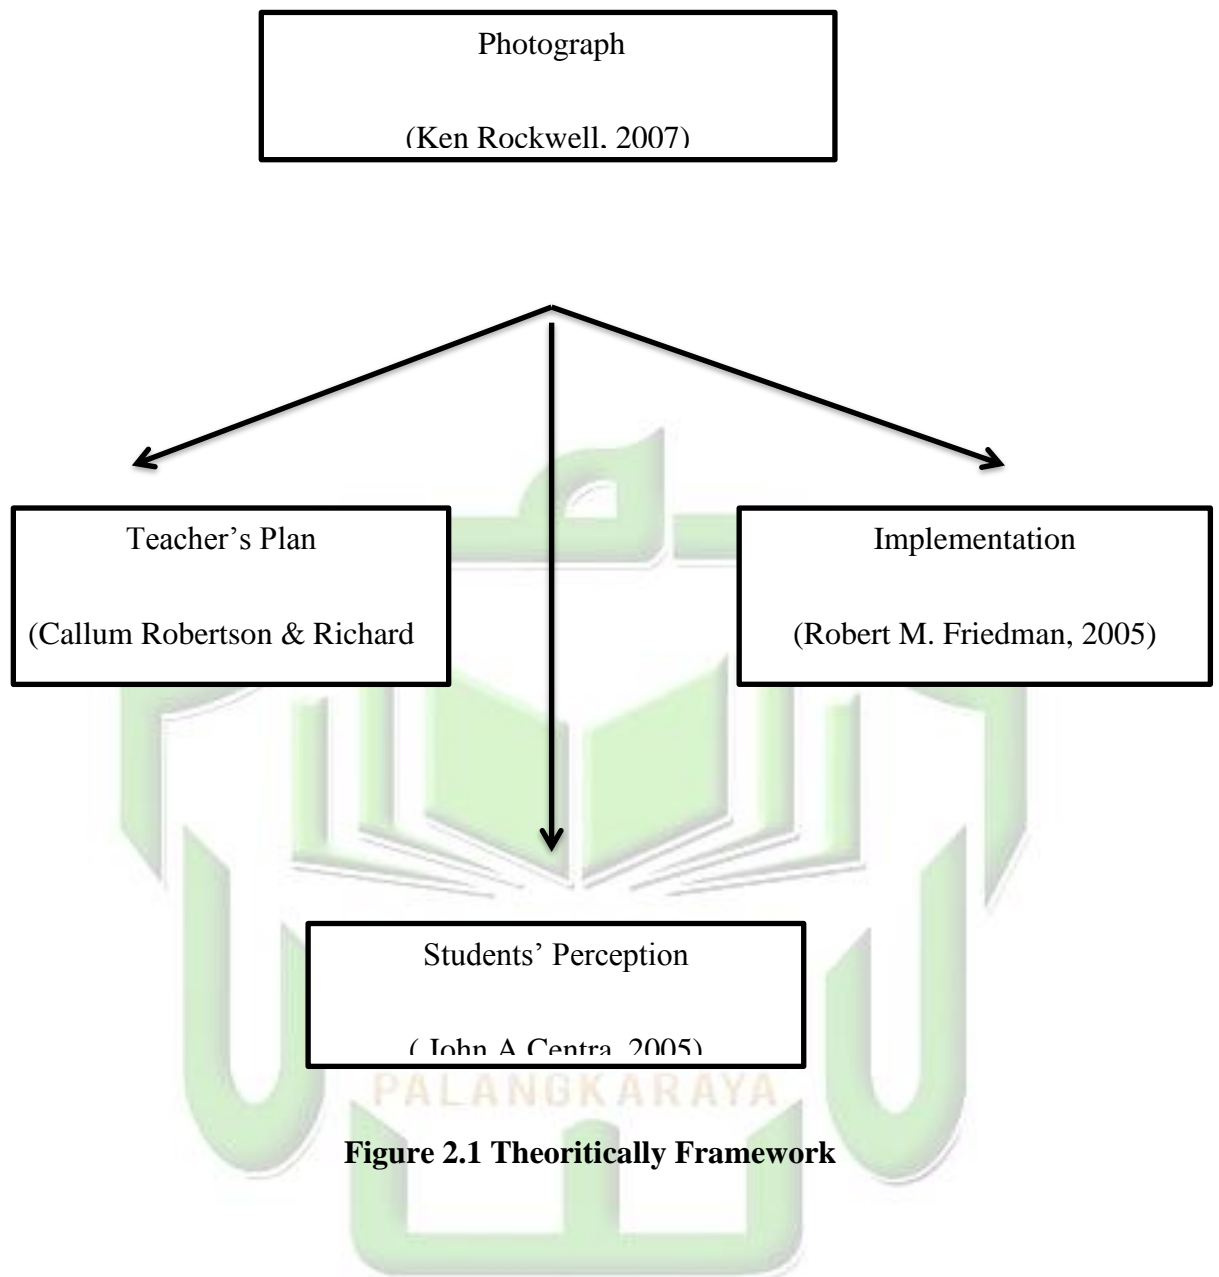 Photograph
(Ken Rockwell, 2007)
Teacher’s Plan
(Callum Robertson & Richard
Implementation
(Robert M. Friedman, 2005)
Students’ Perception
( John A Centra, 2005)
PALANGKARAYA
Figure 2.1 Theoritically Framework